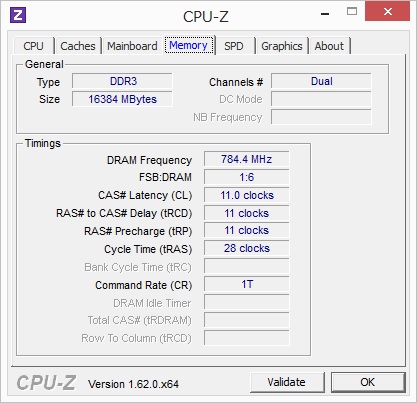 CPU-Z
CPU Caches Mainboard Memory SPD Graphics About
General
Type DDR3 Channels # Dual
Size 16384 MBytes DC Mode
NB Frequency
Timings
DRAM Frequency 784.4 MHz
FSB:DRAM 1:6
CAS# Latency (CL) 11.0 clocks
RAS# to CAS# Delay (tRCD) 11 clocks
RAS# Precharge (tRP) 11 clocks
Cycle Time (tRAS) 28 clocks
Bank Cycle Time (tRC)
Command Rate (CR) 1T
DRAM Idle Timer
Total CAS# (tRDRAM)
Row To Column (tRCD)
CPU-Z Version 1.62.0.x64 Validate OK